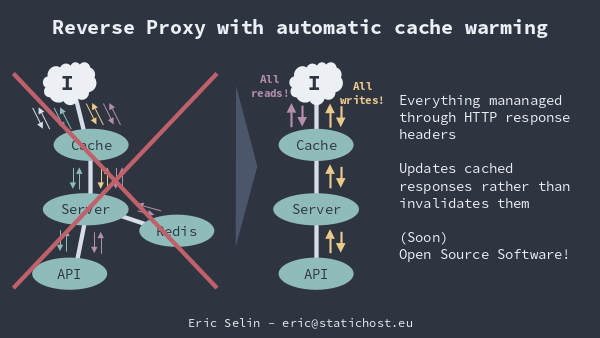 Reverse Proxy with automatic cache warming
I
Cache
Server
Redis
API
All
reads!
I
All
writes!
Cache
Server
API
Everything mananaged
through HTTP response
headers
Updates cached
responses rather than
invalidates them
(Soon)
Open Source Software!
Eric Selin – eric@statichost.eu